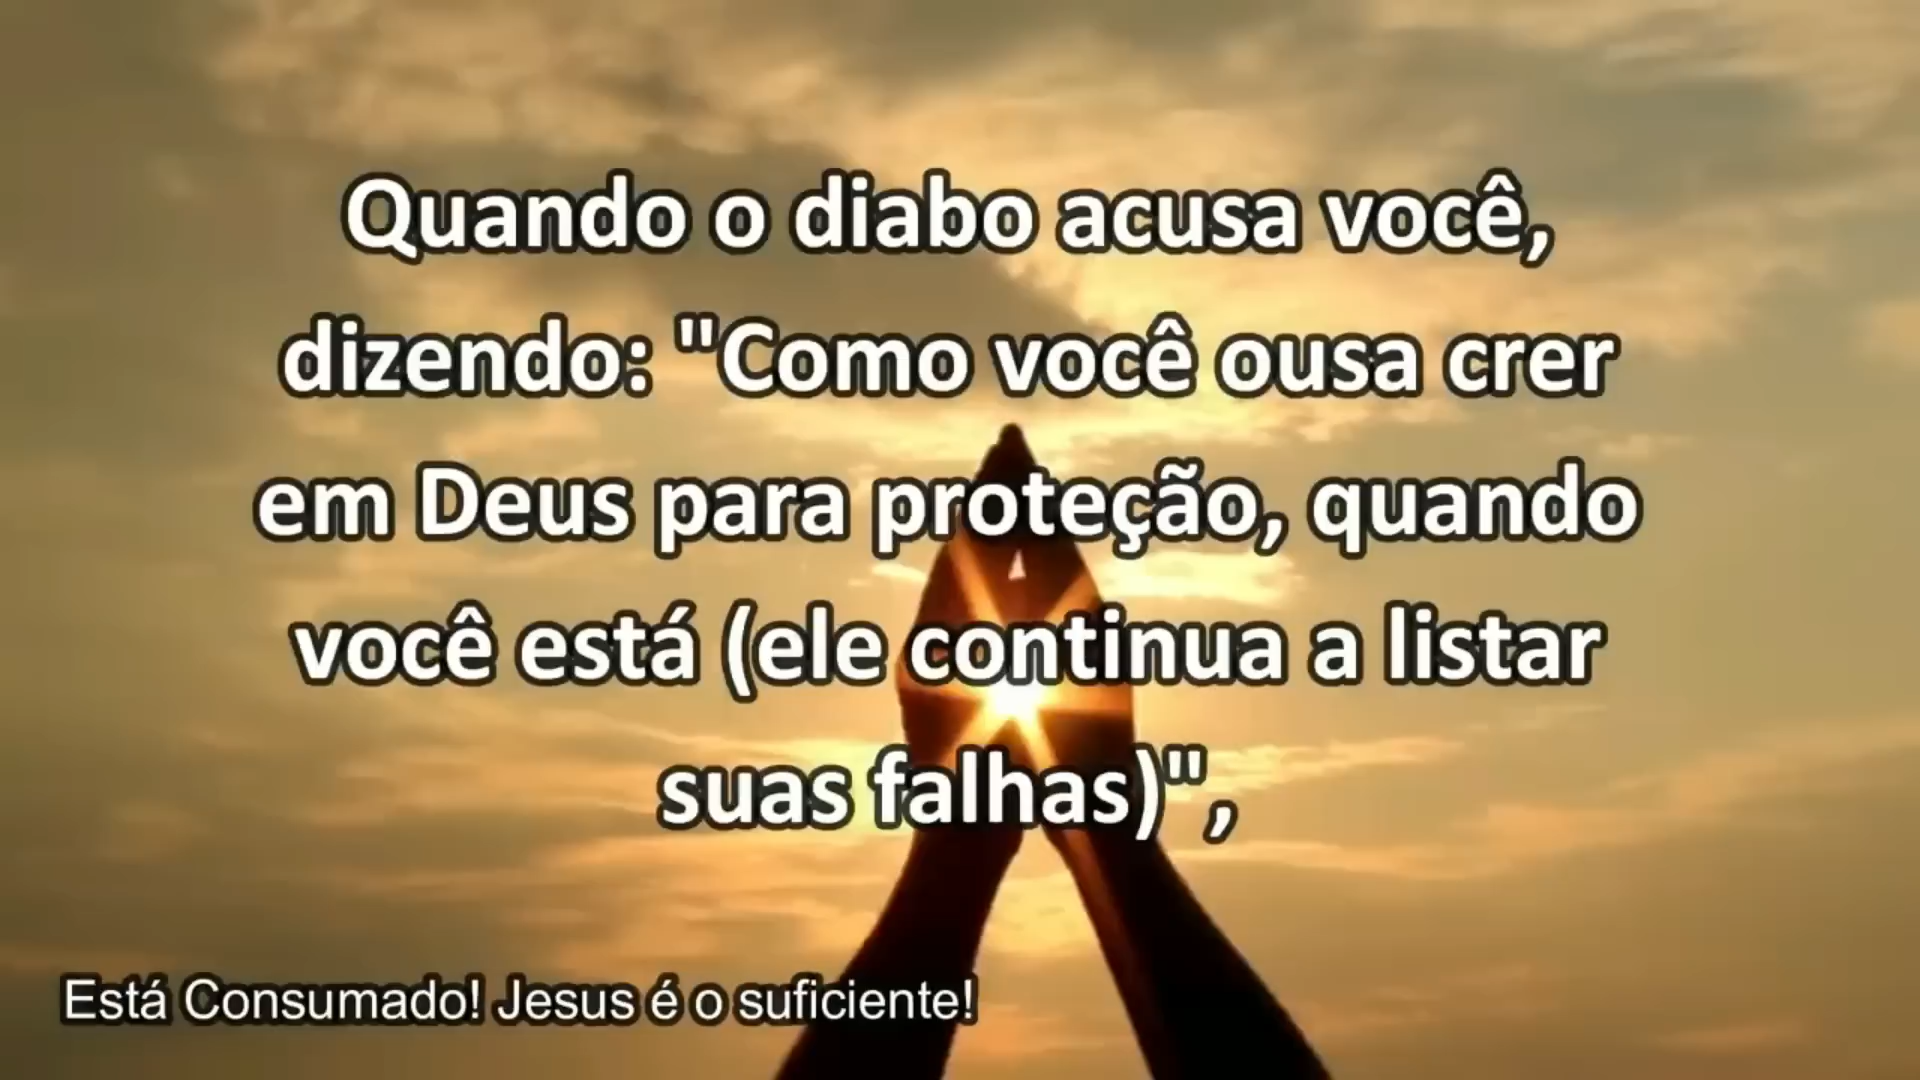 Quando o diabo acusa você,
dizendo: "Como você ousa crer
em Deus para proteção, quando
você está (ele continua a listar
suas falhas)",
Está Consumado! Jesus é o suficiente!